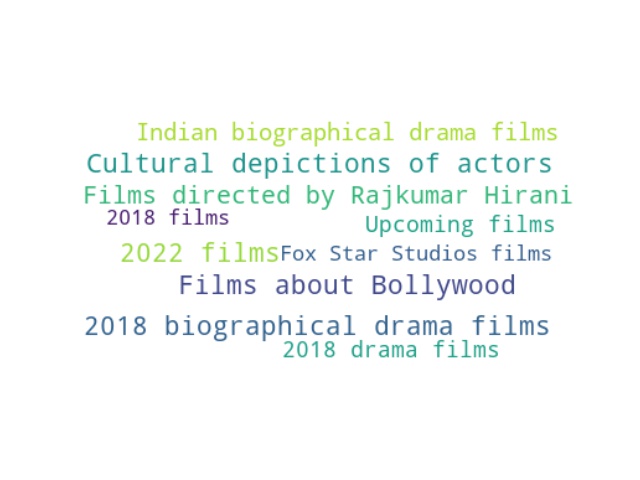 Indian biographical drama films
Cultural depictions of actors
Films directed by Rajkumar Hirani
2018 films
Upcoming films
2022 films
Fox Star Studios films
Films about Bollywood
2018 biographical drama films
2018 drama films